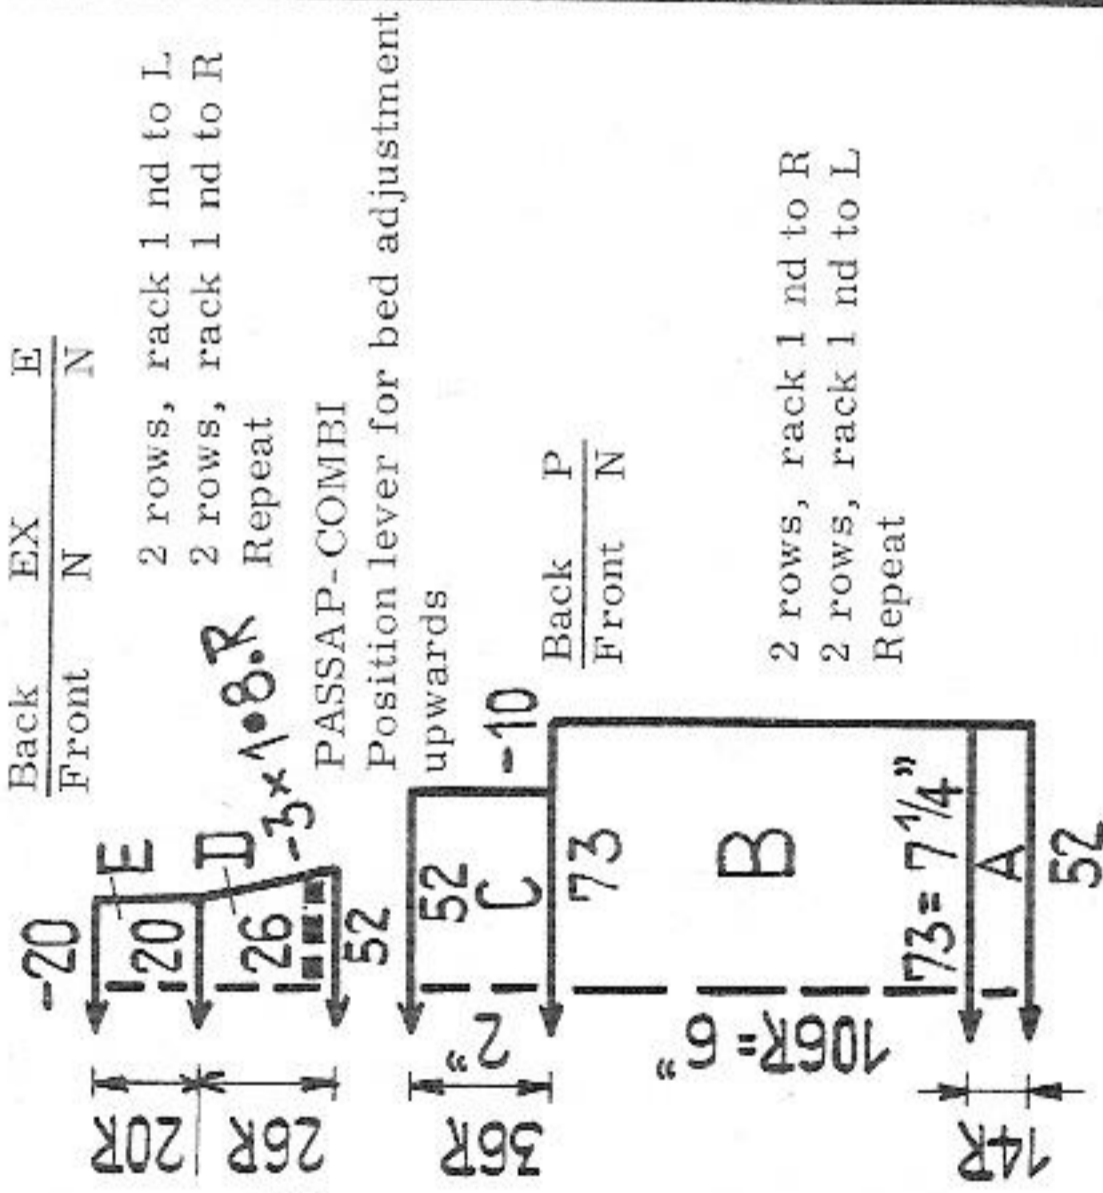 Back EX E
Front N N
2 rows, rack 1 nd to L
2 rows, rack 1 nd to R
Repeat
PASSAP-COMBI
Position lever for bed adjustment
upwards
Back P
Front N
2 rows, rack 1 nd to R
2 rows, rack 1 nd to L
Repeat
-20
E
20
D
26
-3×1•8.R
52
52
C
-10
73
B
73 = 7 1/4"
A
52
20R
26R
36R
2"
106R = 6"
14R